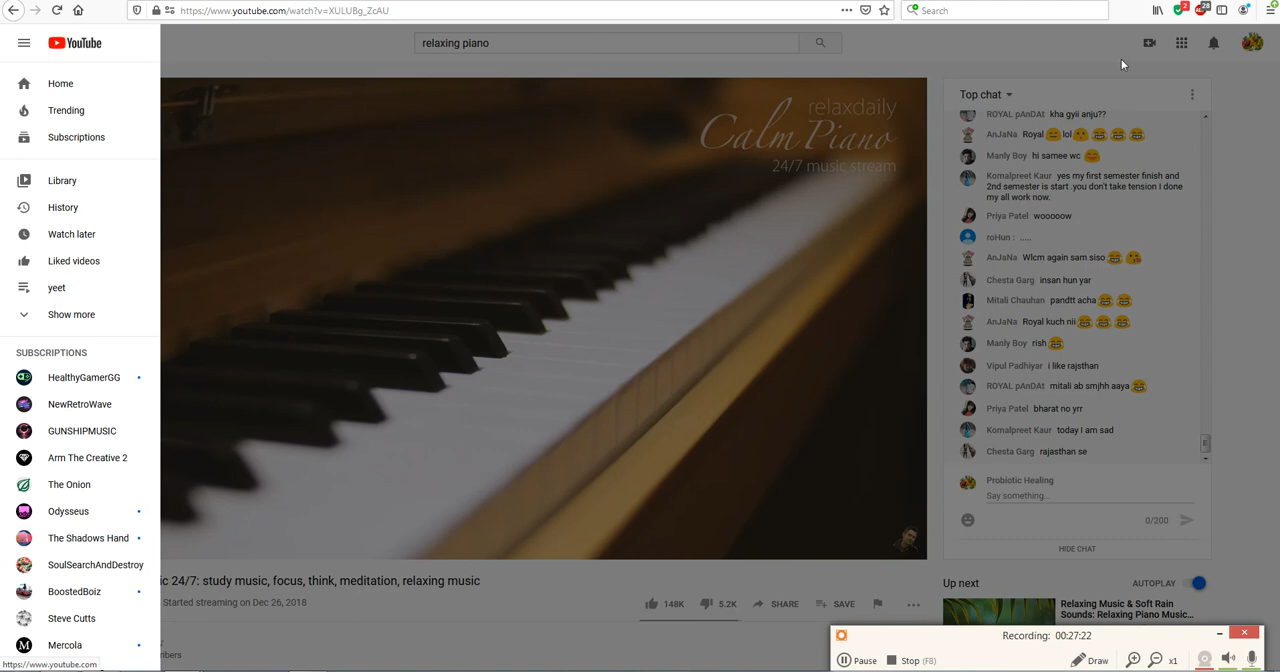 https://www.youtube.com/watch?v=XULUBg_ZcAU
Search
2
28
YouTube
relaxing piano
Home
Trending
Subscriptions
Library
History
Watch later
Liked videos
yeet
Show more
SUBSCRIPTIONS
HealthyGamerGG
NewRetroWave
GUNSHIPMUSIC
Arm The Creative 2
The Onion
Odysseus
The Shadows Hand
SoulSearchAndDestroy
BoostedBoiz
Steve Cutts
Mercola
https://www.youtube.com
relaxdaily
Calm Piano
24/7 music stream
Top chat
ROYAL pAnDAt kha gyii anju??
AnJaNa Royal 😑 lol 😗 😂 😂 😂
Manly Boy hi samee wc 😊
Komalpreet Kaur yes my first semester finish and
2nd semester is start .you don't take tension I done
my all work now.
Priya Patel wooooow
roHun : .....
AnJaNa Wlcm again sam siso 😂 😘
Chesta Garg insan hun yar
Mitali Chauhan pandtt acha 😂 😂
AnJaNa Royal kuch nii 😂 😂 😂
Manly Boy rish 😂
Vipul Padhiyar i like rajsthan
ROYAL pAnDAt mitali ab smjhh aaya 😂
Priya Patel bharat no yrr
Komalpreet Kaur today I am sad
Chesta Garg rajasthan se
Probiotic Healing
Say something...
0/200
HIDE CHAT
ic 24/7: study music, focus, think, meditation, relaxing music
Started streaming on Dec 26, 2018
148K
5.2K
SHARE
SAVE
mbers
Up next
AUTOPLAY
Relaxing Music & Soft Rain
Sounds: Relaxing Piano Music...
Recording: 00:27:22
Pause
Stop (F8)
Draw
x1